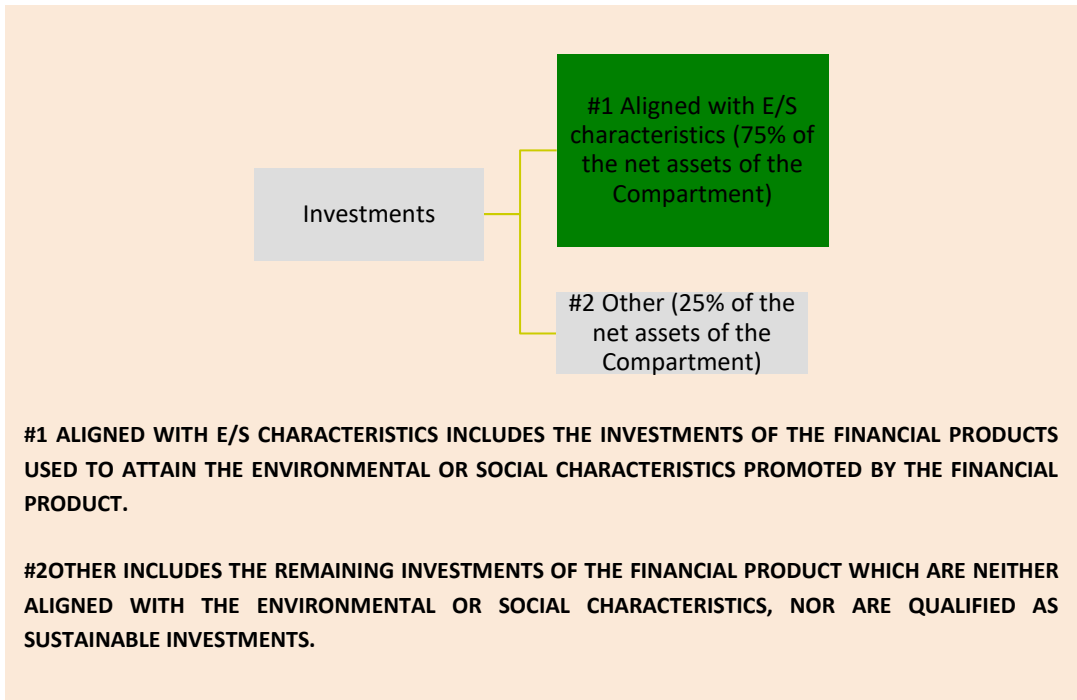 #1 Aligned with E/S
characteristics (75% of
the net assets of the
Compartment)
Investments
#2 Other (25% of the
net assets of the
Compartment)
#1 ALIGNED WITH E/S CHARACTERISTICS INCLUDES THE INVESTMENTS OF THE FINANCIAL PRODUCTS
USED TO ATTAIN THE ENVIRONMENTAL OR SOCIAL CHARACTERISTICS PROMOTED BY THE FINANCIAL
PRODUCT.
#2OTHER INCLUDES THE REMAINING INVESTMENTS OF THE FINANCIAL PRODUCT WHICH ARE NEITHER
ALIGNED WITH THE ENVIRONMENTAL OR SOCIAL CHARACTERISTICS, NOR ARE QUALIFIED AS
SUSTAINABLE INVESTMENTS.